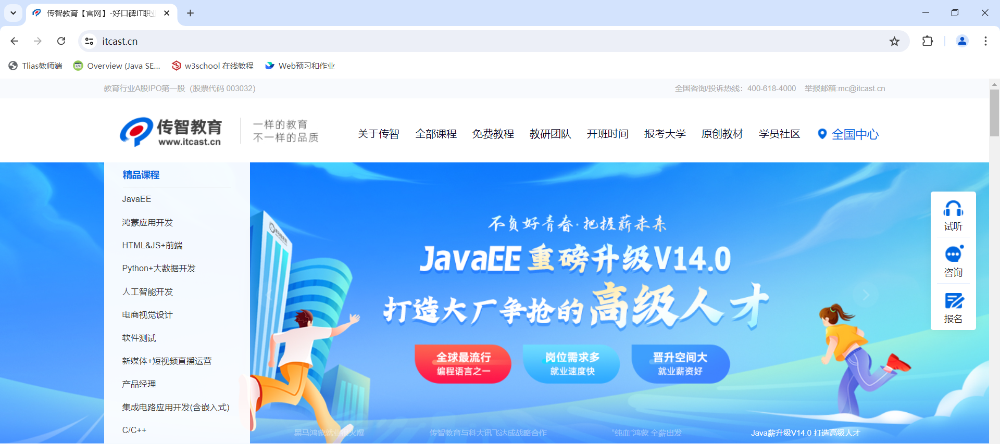 传智教育【官网】-好口碑IT职业
itcast.cn
Tlias教师端
Overview (Java SE...
w3school 在线教程
Web预习和作业
教育行业A股IPO第一股（股票代码 003032）
全国咨询/投诉热线：400-618-4000
举报邮箱:mc@itcast.cn
传智教育
www.itcast.cn
一样的教育
不一样的品质
关于传智
全部课程
免费教程
教研团队
开班时间
报考大学
原创教材
学员社区
全国中心
精品课程
JavaEE
鸿蒙应用开发
HTML&JS+前端
Python+大数据开发
人工智能开发
电商视觉设计
软件测试
新媒体+短视频直播运营
产品经理
集成电路应用开发(含嵌入式)
C/C++
不负好青春·把握薪未来
JavaEE 重磅升级V14.0
打造大厂争抢的高级人才
全球最流行
编程语言之一
岗位需求多
就业速度快
晋升空间大
就业薪资好
试听
咨询
报名
黑马鸿蒙就业很火爆
传智教育与科大讯飞达成战略合作
"纯血"鸿蒙 全薪出发
Java薪升级V14.0 打造高级人才